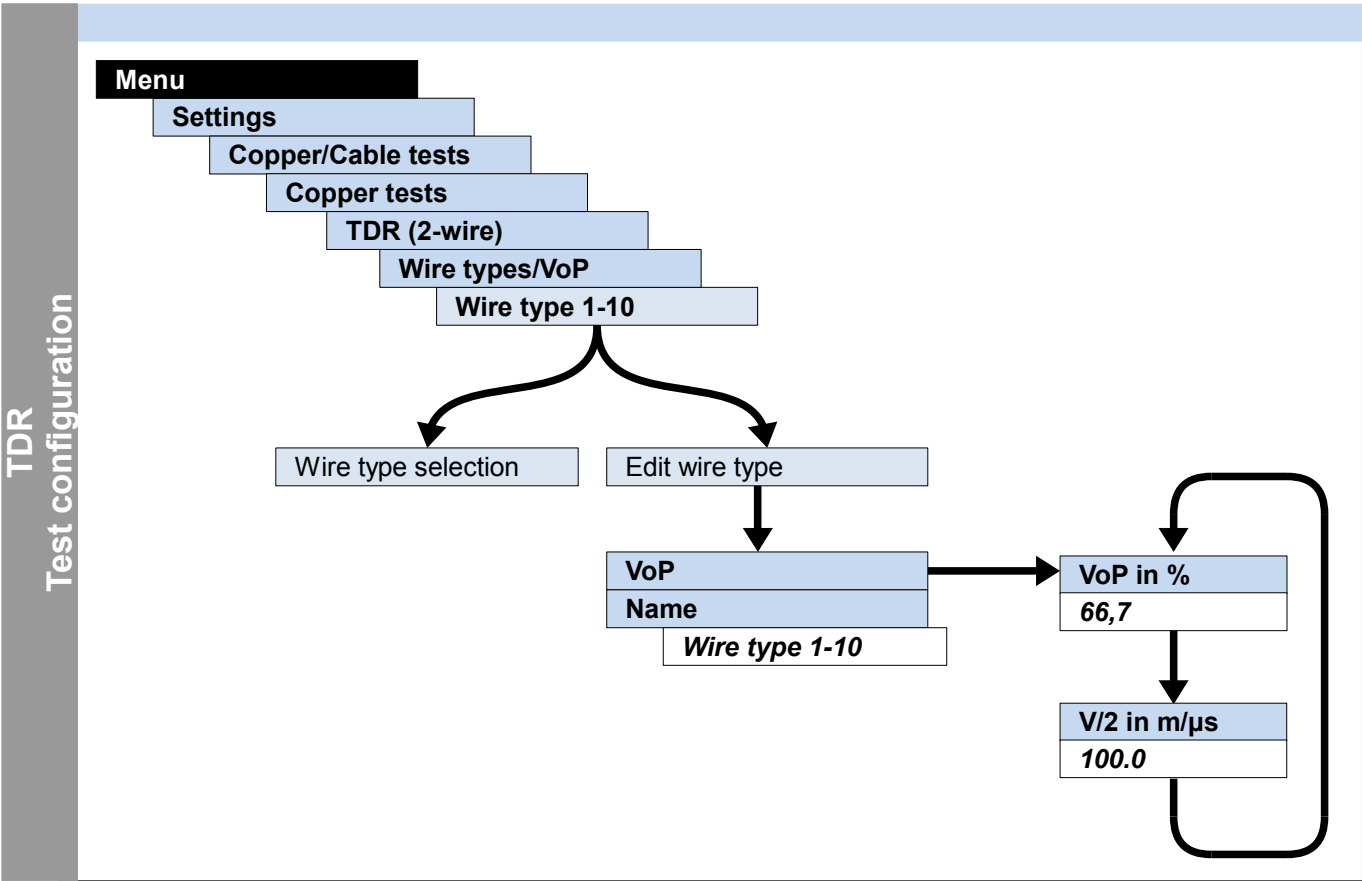 TDR
Test configuration
Menu
Settings
Copper/Cable tests
Copper tests
TDR (2-wire)
Wire types/VoP
Wire type 1-10
Wire type selection
Edit wire type
VoP
Name
Wire type 1-10
VoP in %
66,7
V/2 in m/µs
100.0